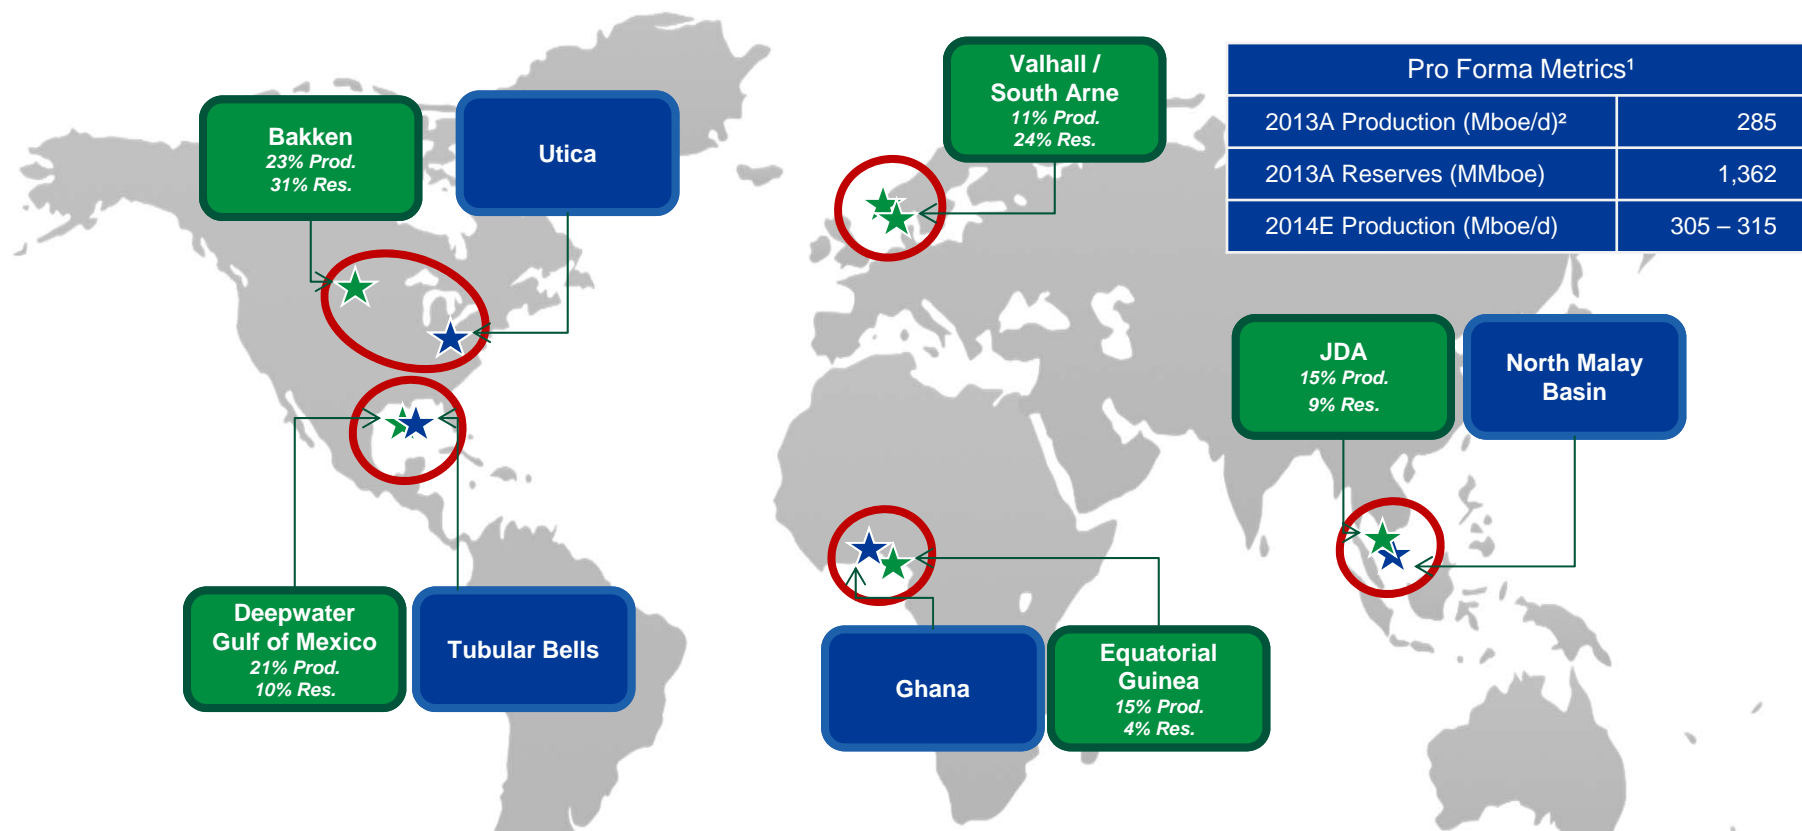 Valhall /
South Arne
11% Prod.
24% Res.
Pro Forma Metrics¹
2013A Production (Mboe/d)² 285
2013A Reserves (MMboe) 1,362
2014E Production (Mboe/d) 305 – 315
Bakken
23% Prod.
31% Res.
Utica
JDA
15% Prod.
9% Res.
North Malay
Basin
Deepwater
Gulf of Mexico
21% Prod.
10% Res.
Tubular Bells
Ghana
Equatorial
Guinea
15% Prod.
4% Res.